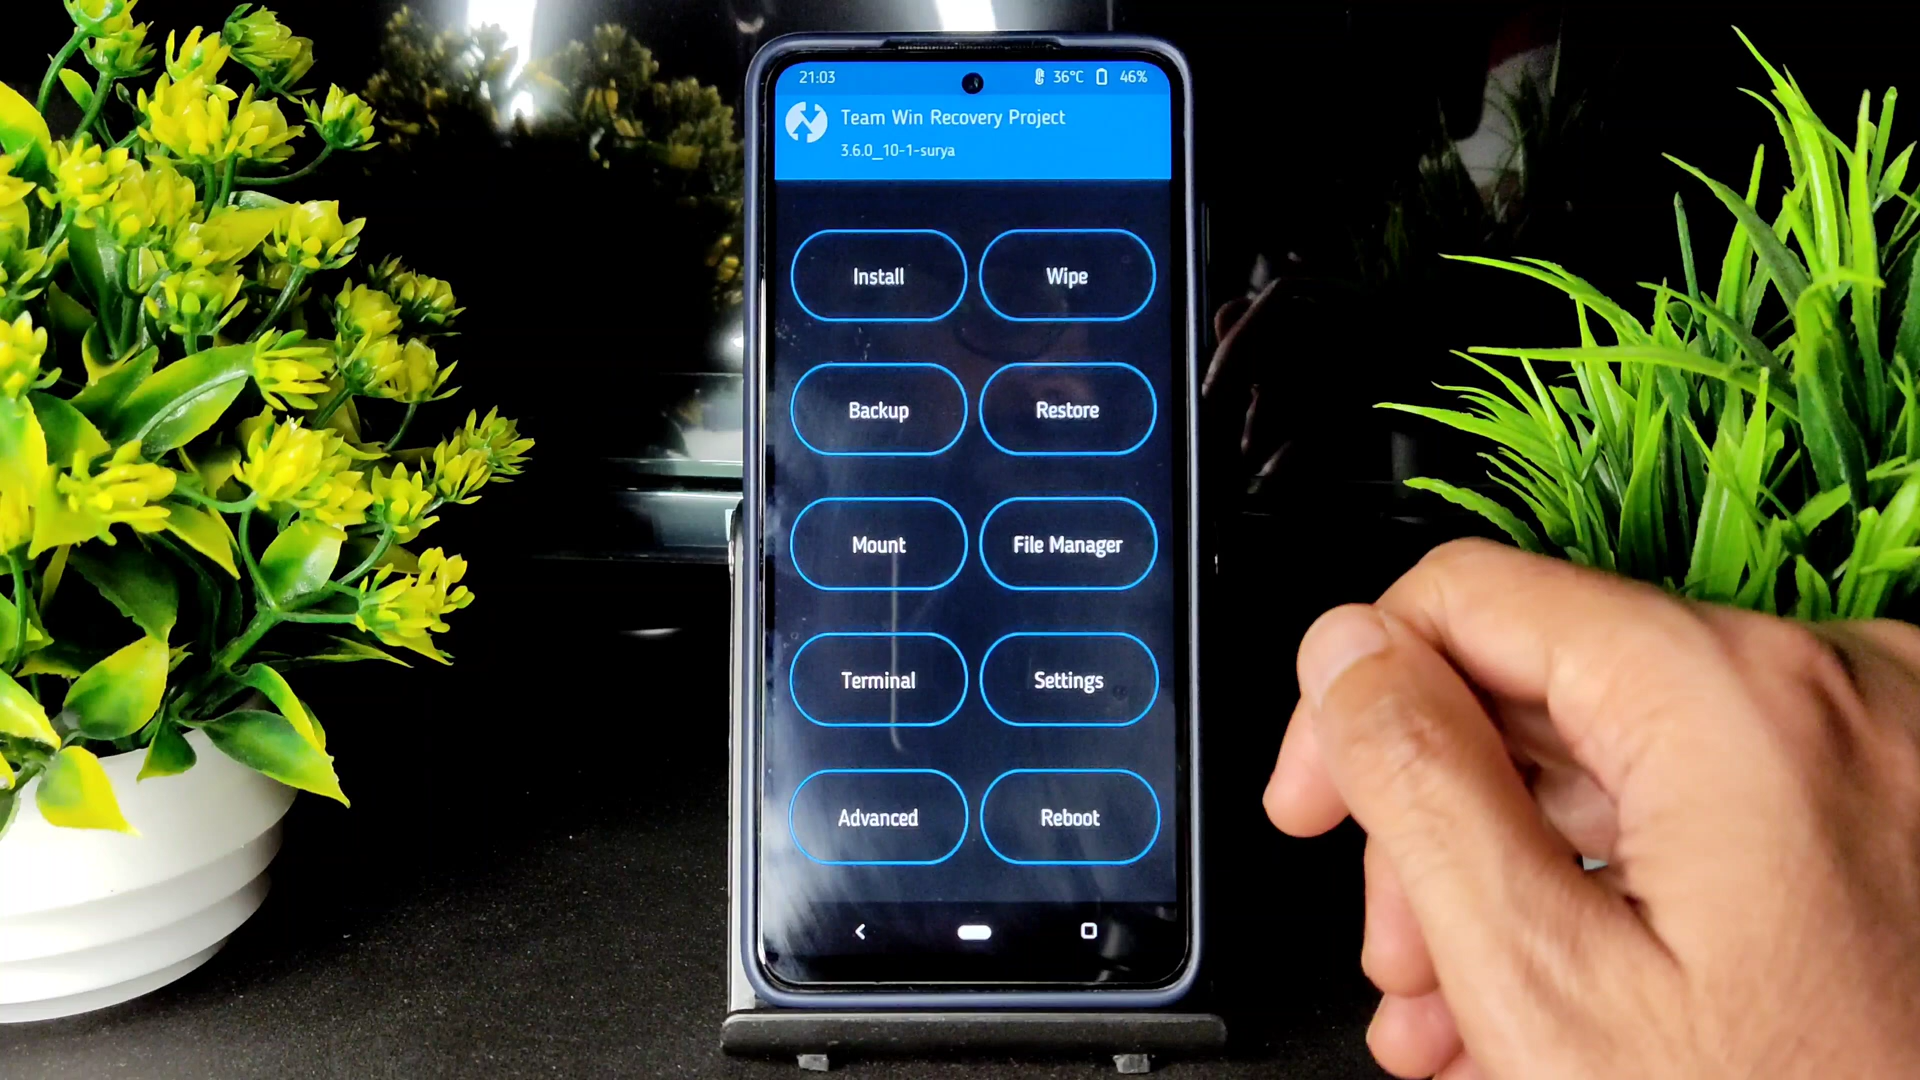 21:03 36°C 46%
Team Win Recovery Project
3.6.0_10-1-surya
Install Wipe
Backup Restore
Mount File Manager
Terminal Settings
Advanced Reboot